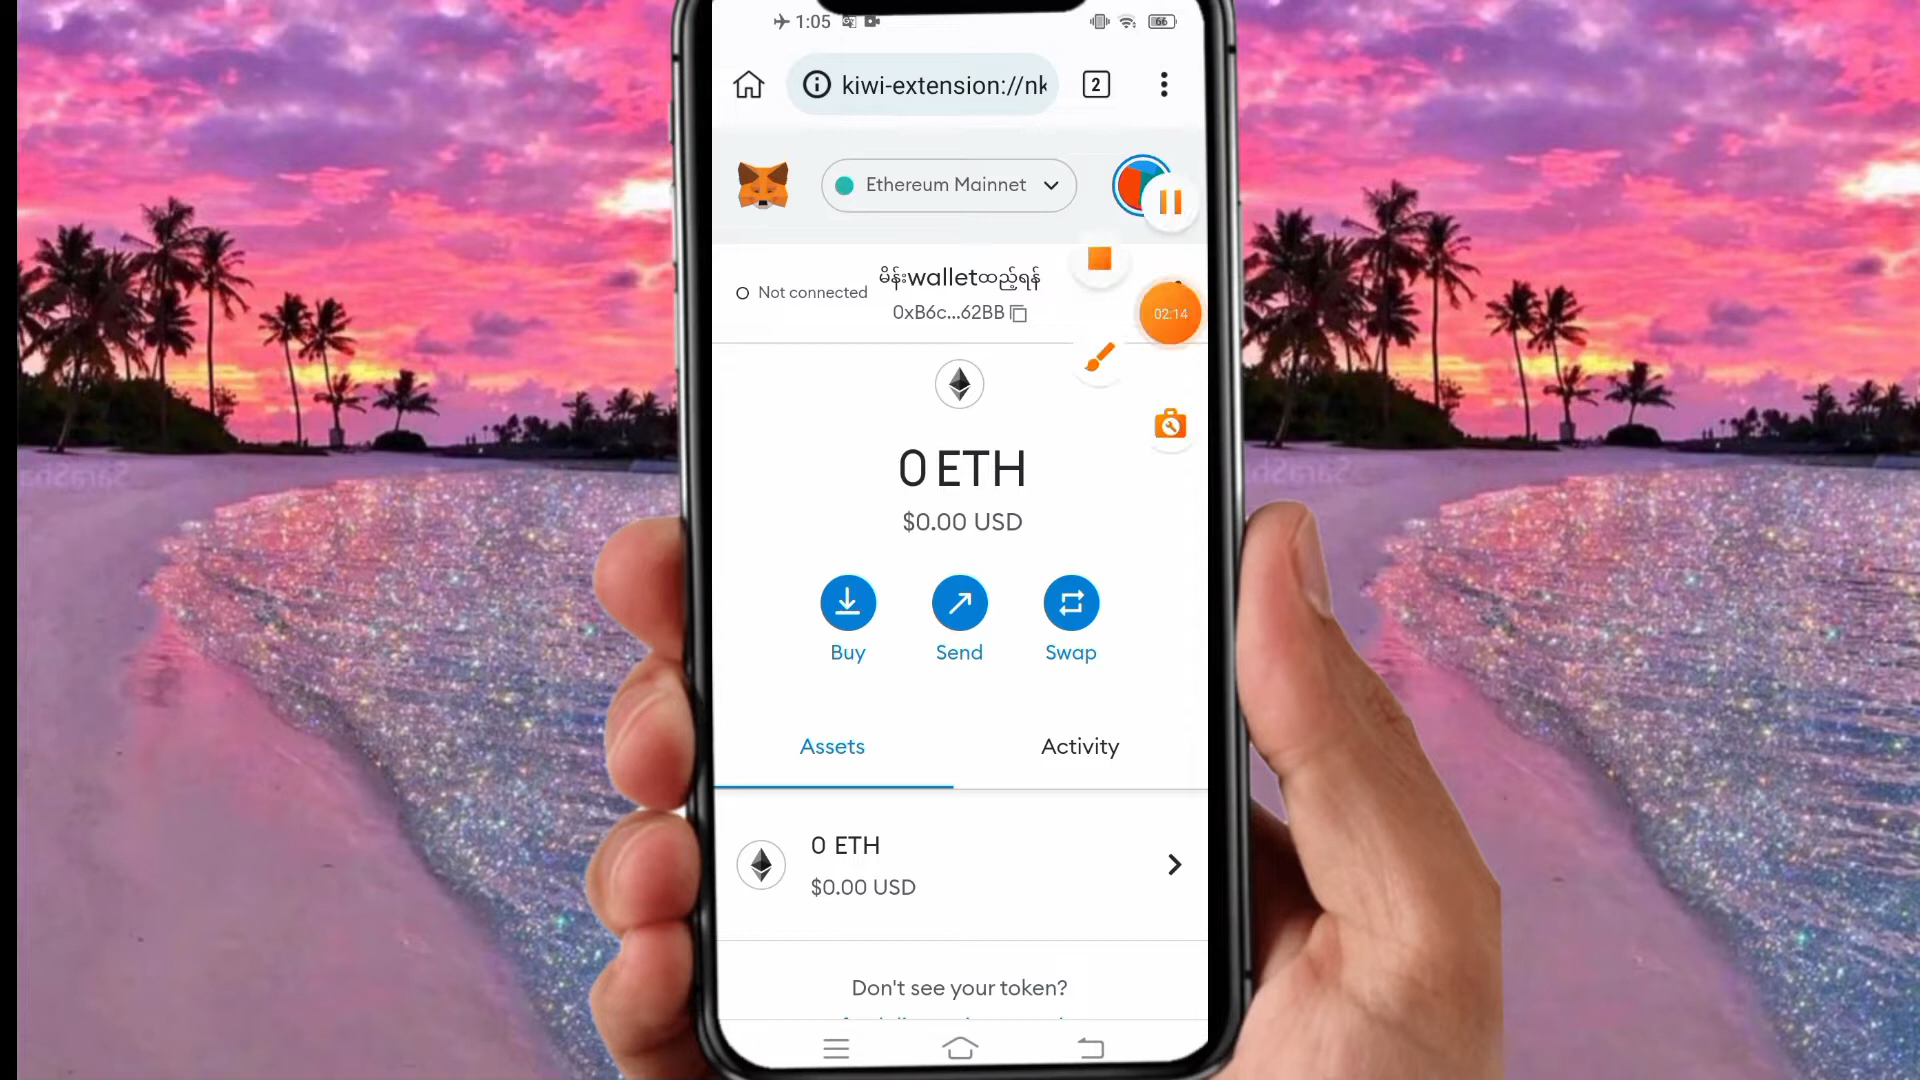 1:05
66
kiwi-extension://nk
2
Ethereum Mainnet
Not connected
မိန်းwalletထည့်ရန်
0xB6c...62BB
02:14
0 ETH
$0.00 USD
Buy
Send
Swap
Assets
Activity
0 ETH
$0.00 USD
Don't see your token?